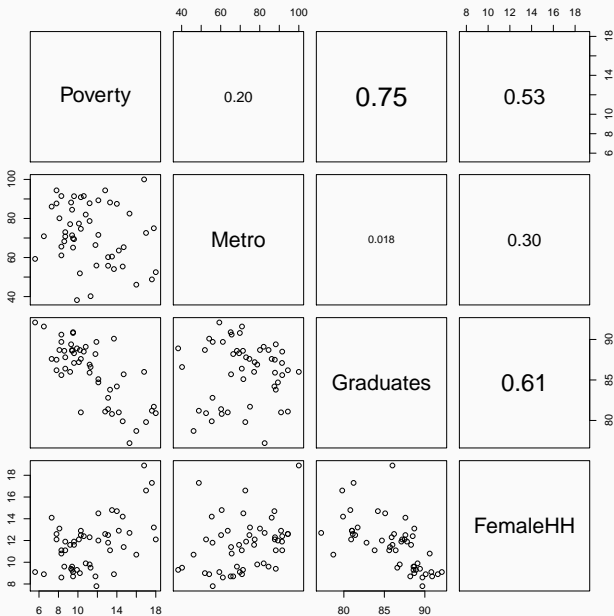 40 60 80 100
8 10 12 14 16 18
Poverty 0.20 0.75 0.53
6 8 10 12 14 16 18
40 60 80 100
Metro 0.018 0.30
Graduates 0.61
80 85 90
8 10 12 14 16 18
FemaleHH
6 8 10 12 14 16 18
80 85 90